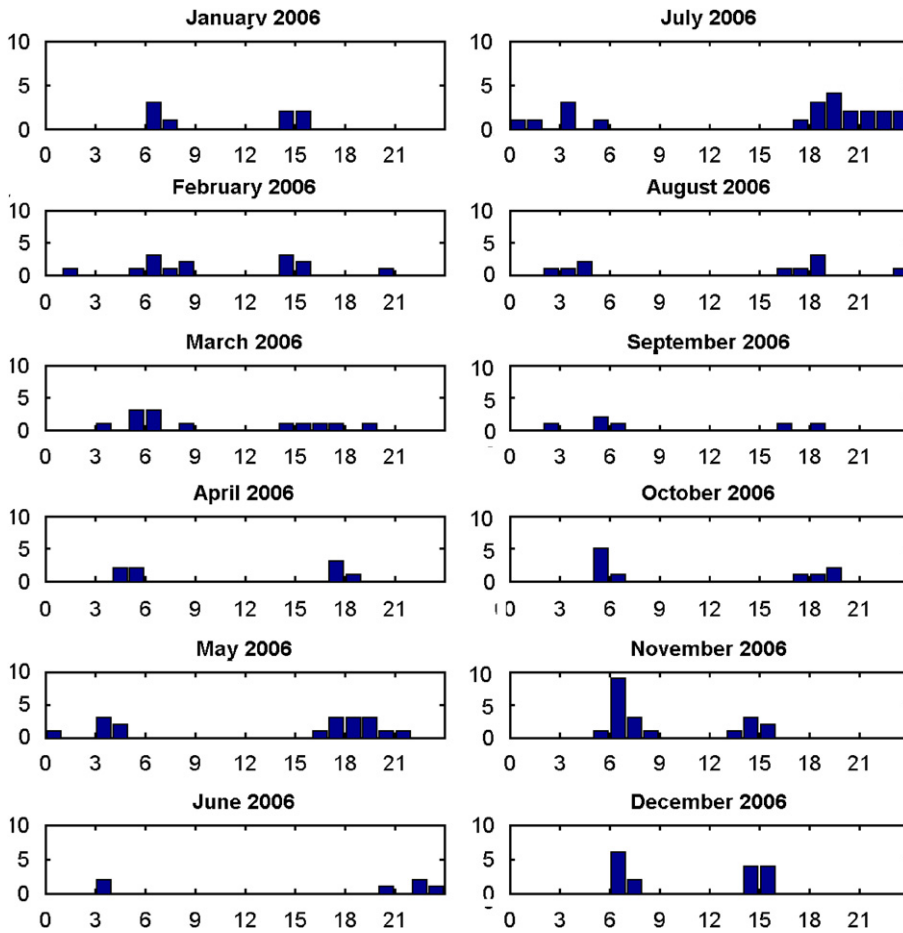 January 2006
10
5
0
0 3 6 9 12 15 18 21
February 2006
10
5
0
0 3 6 9 12 15 18 21
March 2006
10
5
0
0 3 6 9 12 15 18 21
April 2006
10
5
0
0 3 6 9 12 15 18 21
May 2006
10
5
0
0 3 6 9 12 15 18 21
June 2006
10
5
0
0 3 6 9 12 15 18 21
July 2006
10
5
0
0 3 6 9 12 15 18 21
August 2006
10
5
0
0 3 6 9 12 15 18 21
September 2006
10
5
0
0 3 6 9 12 15 18 21
October 2006
10
5
0
0 3 6 9 12 15 18 21
November 2006
10
5
0
0 3 6 9 12 15 18 21
December 2006
10
5
0
0 3 6 9 12 15 18 21